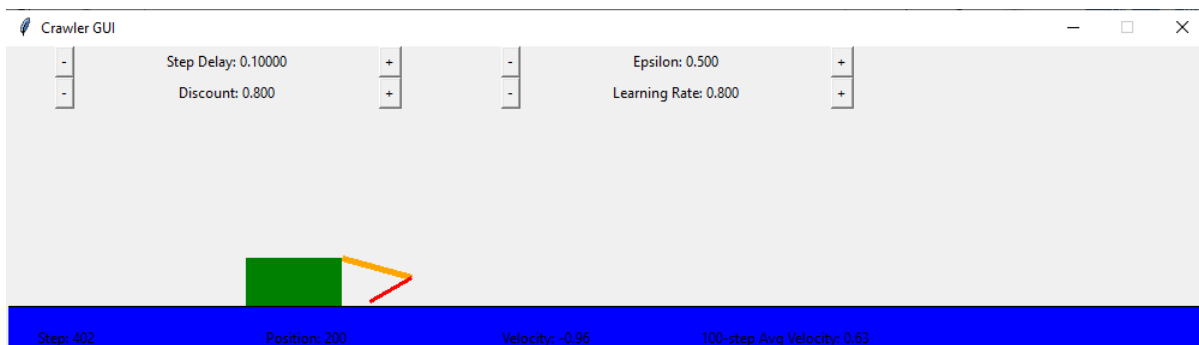 Crawler GUI
- Step Delay: 0.10000 + - Epsilon: 0.500 +
- Discount: 0.800 + - Learning Rate: 0.800 +
Step: 402 Position: 200 Velocity: -0.96 100-step Avg Velocity: 0.63